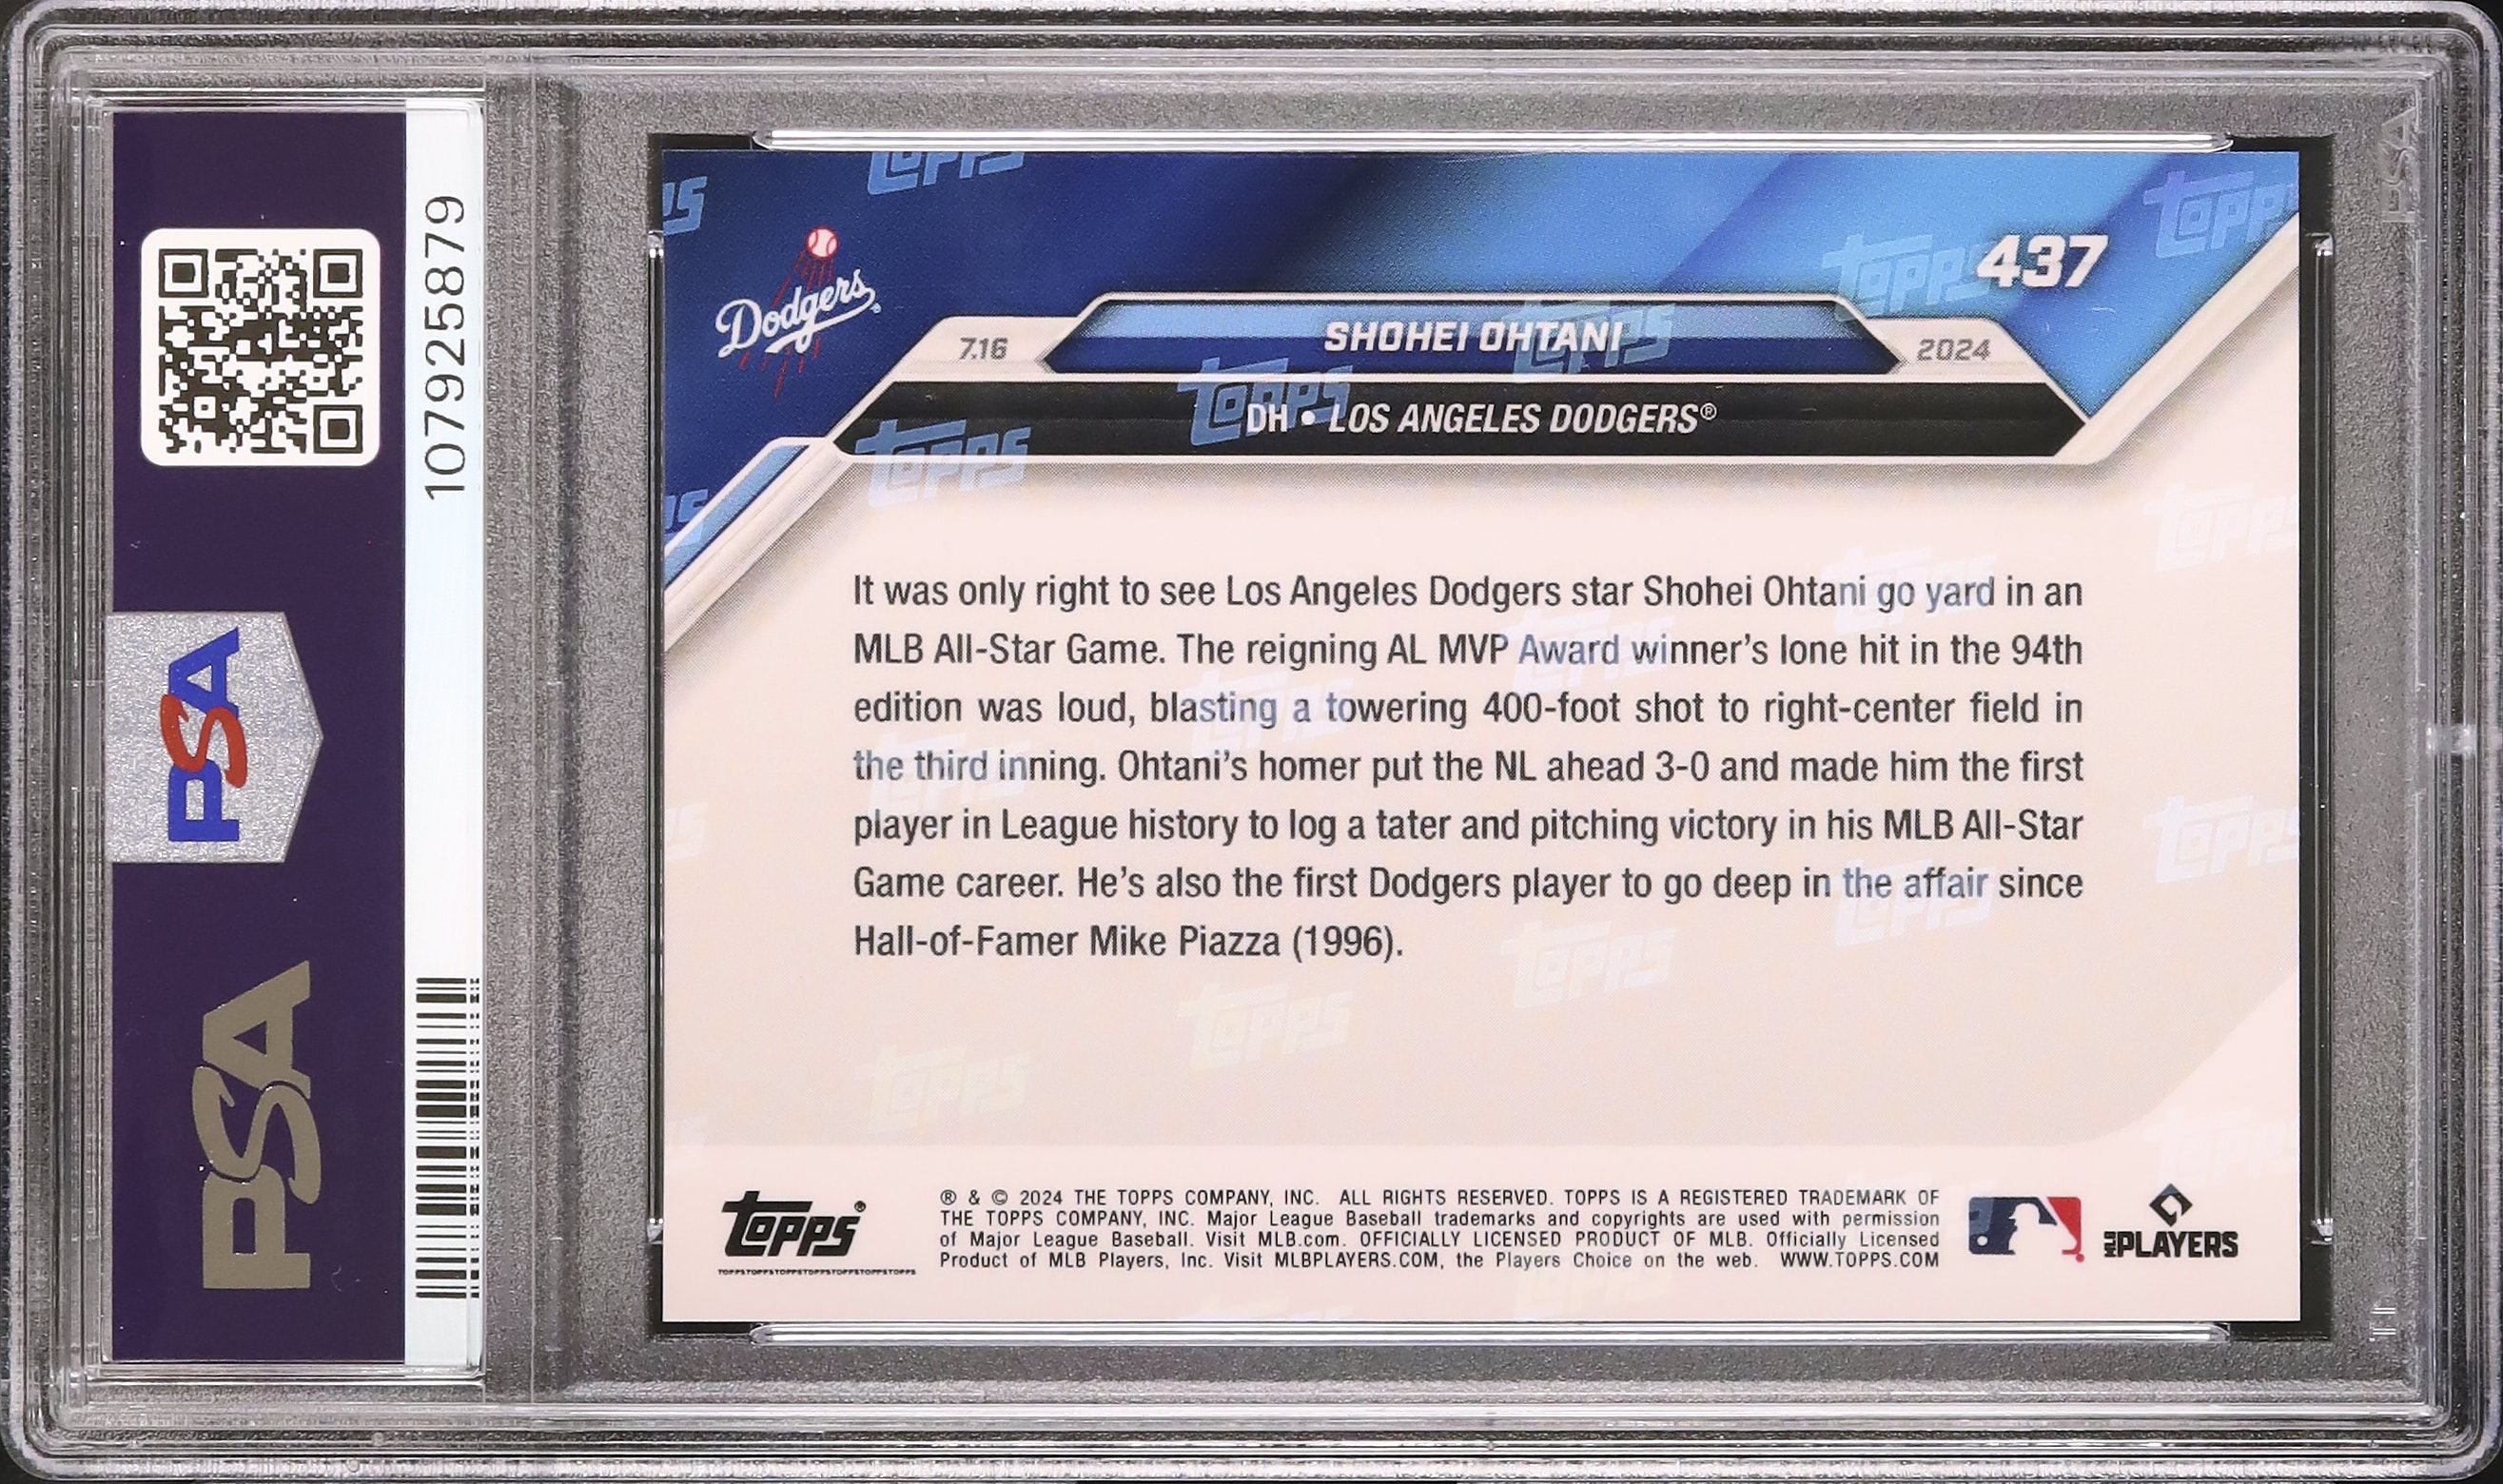 107925879
PSA
PSA
Dodgers
437
7.16
SHOHEI OHTANI
2024
DH • LOS ANGELES DODGERS®
It was only right to see Los Angeles Dodgers star Shohei Ohtani go yard in an
MLB All-Star Game. The reigning AL MVP Award winner's lone hit in the 94th
edition was loud, blasting a towering 400-foot shot to right-center field in
the third inning. Ohtani's homer put the NL ahead 3-0 and made him the first
player in League history to log a tater and pitching victory in his MLB All-Star
Game career. He's also the first Dodgers player to go deep in the affair since
Hall-of-Famer Mike Piazza (1996).
topps®
TOPPSTOPPSTOPPSTOPPSTOPPSTOPPSTOPPS
® & © 2024 THE TOPPS COMPANY, INC. ALL RIGHTS RESERVED. TOPPS IS A REGISTERED TRADEMARK OF
THE TOPPS COMPANY, INC. Major League Baseball trademarks and copyrights are used with permission
of Major League Baseball. Visit MLB.com. OFFICIALLY LICENSED PRODUCT OF MLB. Officially Licensed
Product of MLB Players, Inc. Visit MLBPLAYERS.COM, the Players Choice on the web. WWW.TOPPS.COM
MLB PLAYERS
PSA